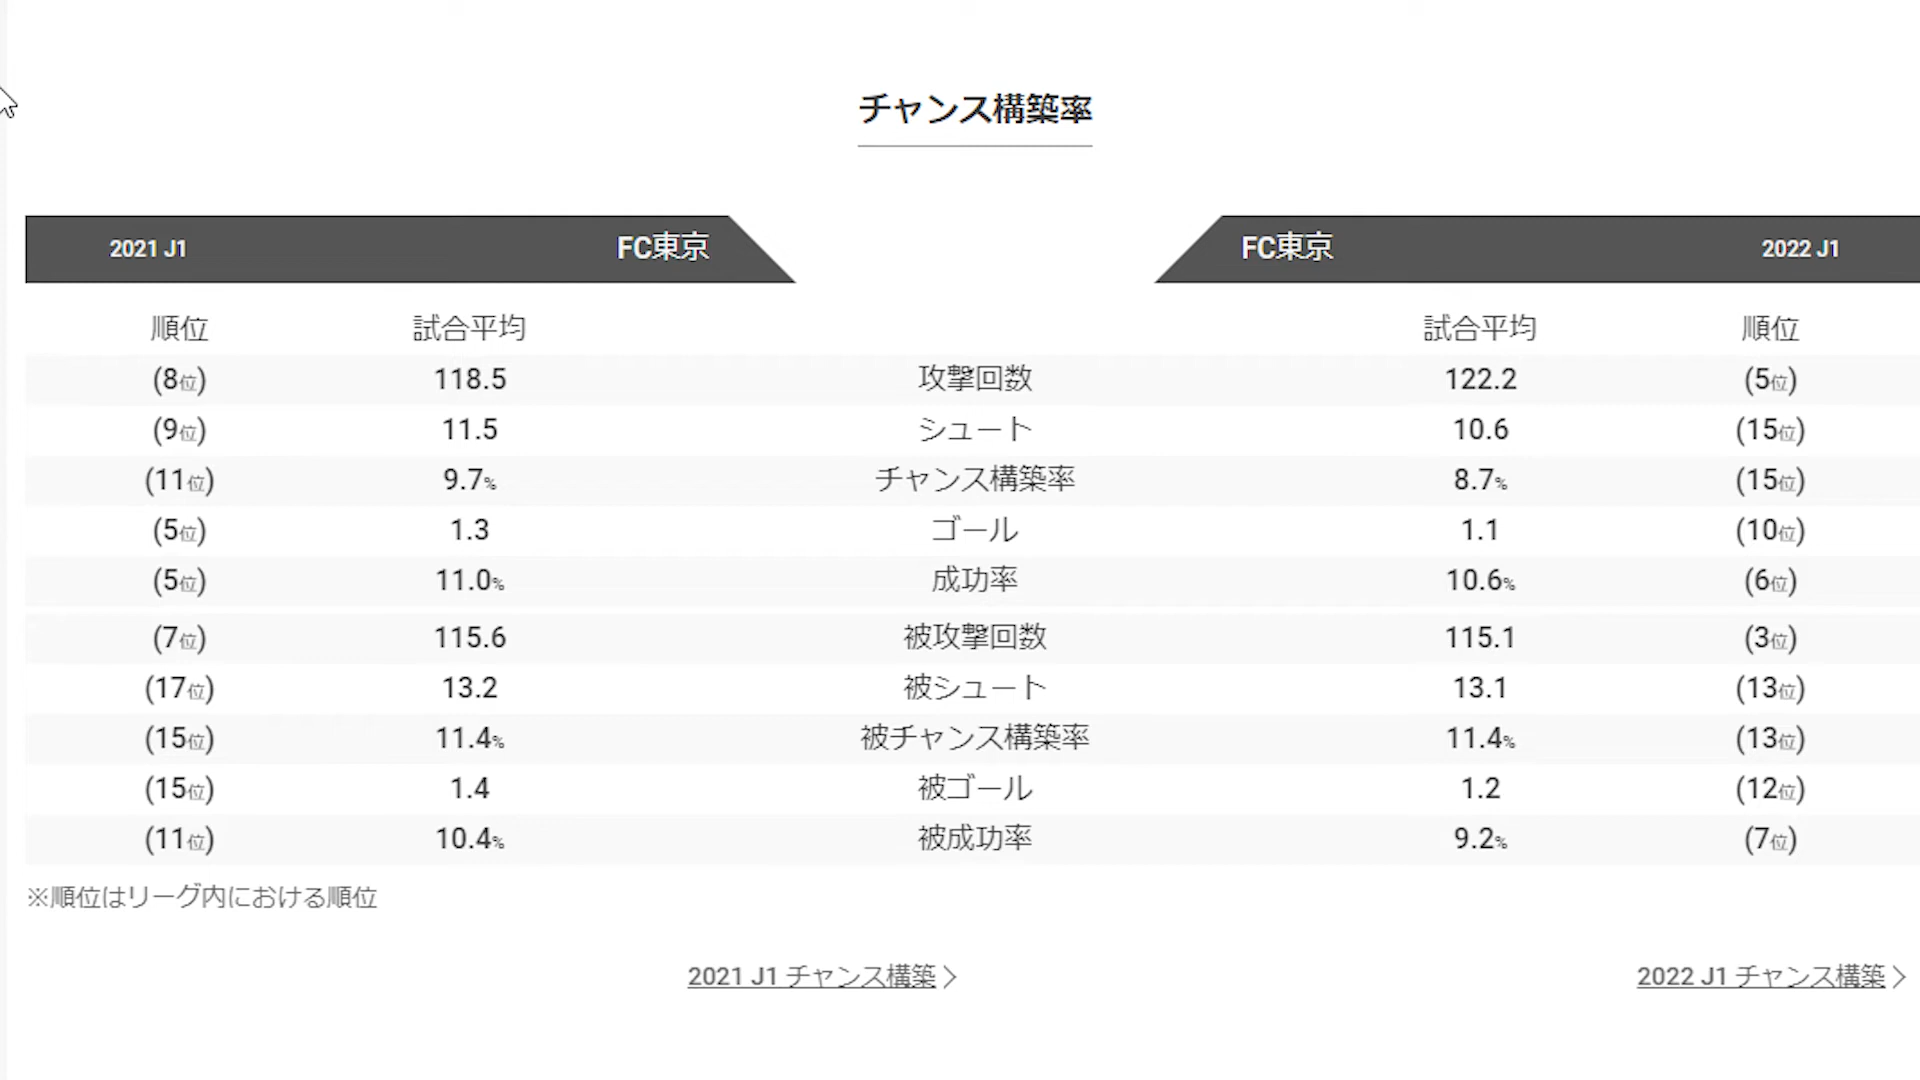 チャンス構築率
2021 J1 FC東京 FC東京 2022 J1
順位 試合平均 試合平均 順位
(8位) 118.5 攻撃回数 122.2 (5位)
(9位) 11.5 シュート 10.6 (15位)
(11位) 9.7% チャンス構築率 8.7% (15位)
(5位) 1.3 ゴール 1.1 (10位)
(5位) 11.0% 成功率 10.6% (6位)
(7位) 115.6 被攻撃回数 115.1 (3位)
(17位) 13.2 被シュート 13.1 (13位)
(15位) 11.4% 被チャンス構築率 11.4% (13位)
(15位) 1.4 被ゴール 1.2 (12位)
(11位) 10.4% 被成功率 9.2% (7位)
※順位はリーグ内における順位
2021 J1 チャンス構築 2022 J1 チャンス構築